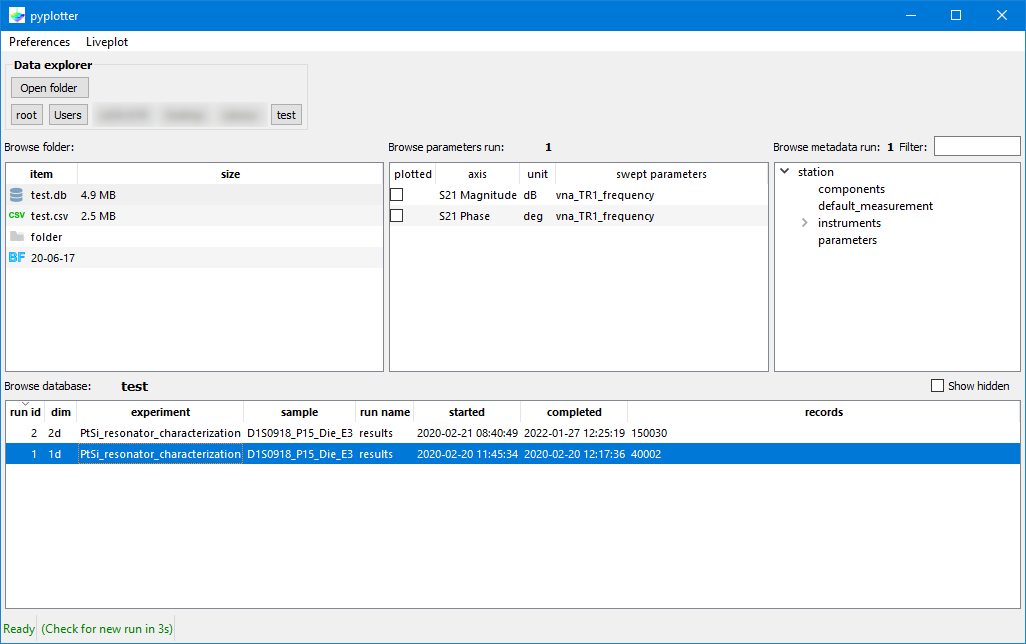 pyplotter
Preferences Liveplot
Data explorer
Open folder
root Users test
Browse folder:
item size
test.db 4.9 MB
CSV test.csv 2.5 MB
folder
BF 20-06-17
Browse parameters run: 1
plotted axis unit swept parameters
S21 Magnitude dB vna_TR1_frequency
S21 Phase deg vna_TR1_frequency
Browse metadata run: 1 Filter:
station
components
default_measurement
instruments
parameters
Browse database: test Show hidden
run id dim experiment sample run name started completed records
2 2d PtSi_resonator_characterization D1S0918_P15_Die_E3 results 2020-02-21 08:40:49 2022-01-27 12:25:19 150030
1 1d PtSi_resonator_characterization D1S0918_P15_Die_E3 results 2020-02-20 11:45:34 2020-02-20 12:17:36 40002
Ready (Check for new run in 3s)